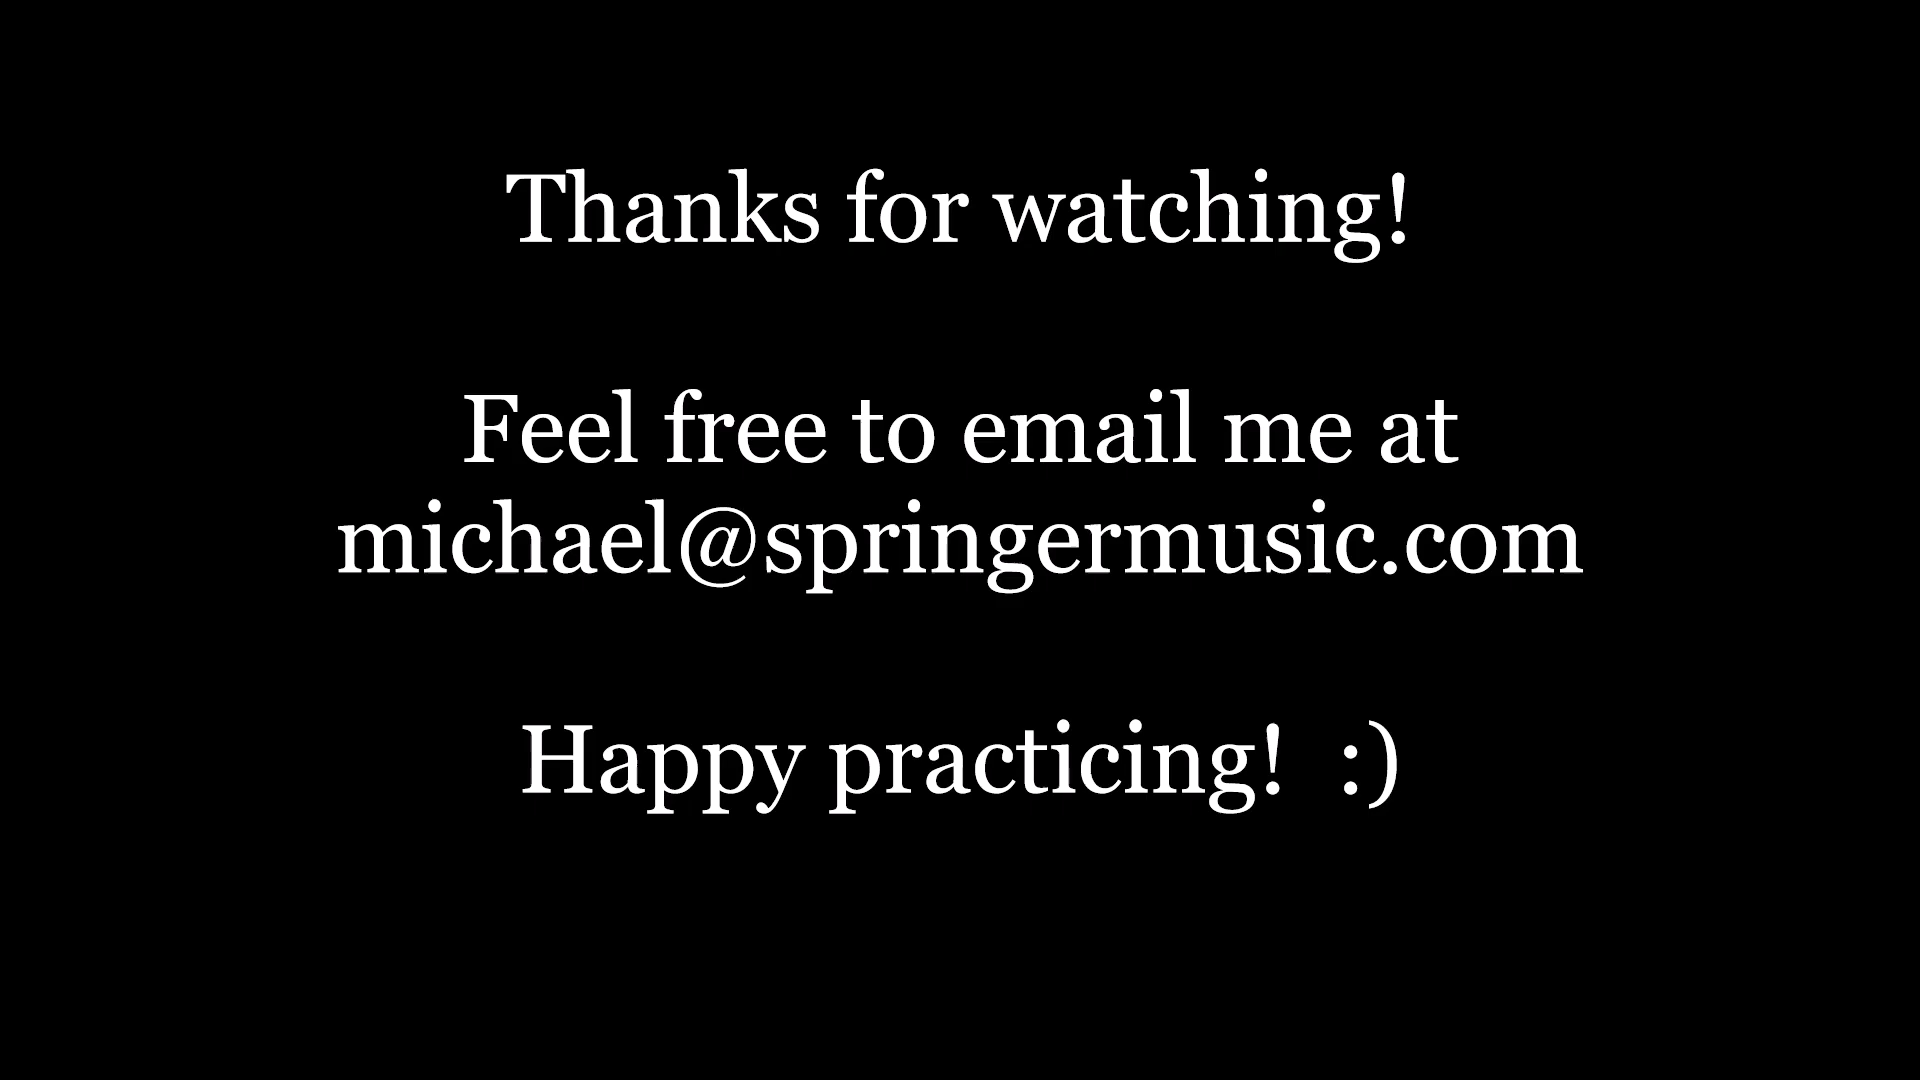 Thanks for watching!
Feel free to email me at
michael@springermusic.com
Happy practicing!  :)